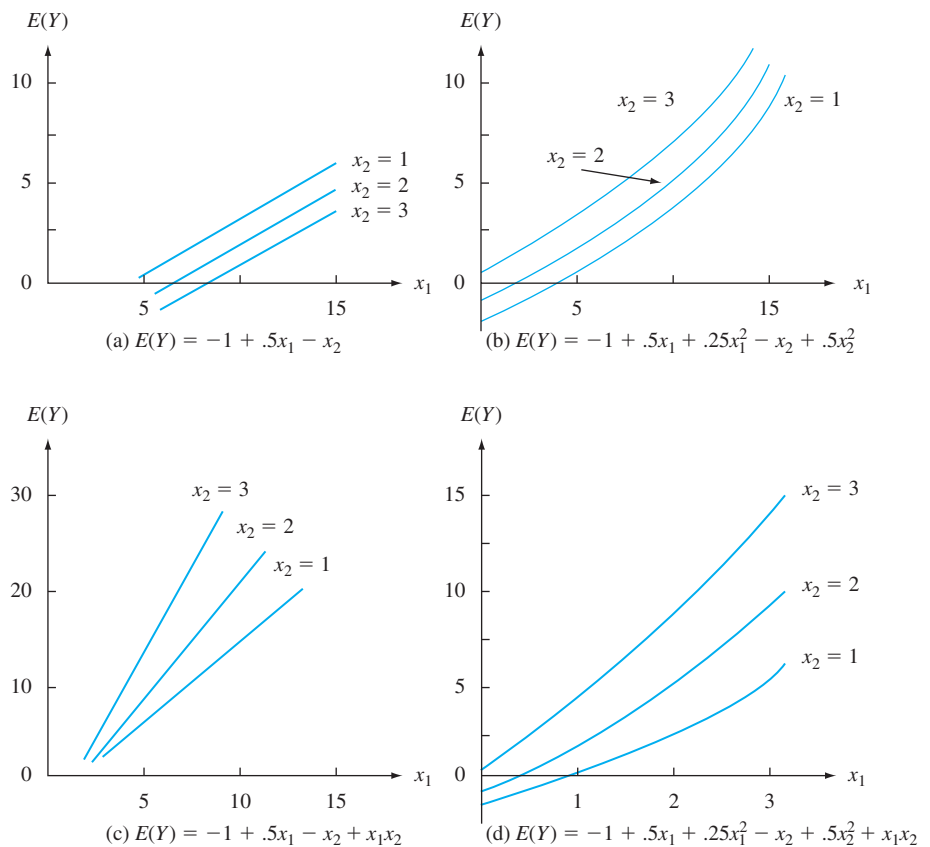 E(Y)
10
5
0
x₂ = 1
x₂ = 2
x₂ = 3
5
15
x₁
(a) E(Y) = −1 + .5x₁ − x₂
E(Y)
10
5
0
x₂ = 3
x₂ = 1
x₂ = 2
5
10
15
x₁
(b) E(Y) = −1 + .5x₁ + .25x₁² − x₂ + .5x₂²
E(Y)
30
20
10
0
x₂ = 3
x₂ = 2
x₂ = 1
5
10
15
x₁
(c) E(Y) = −1 + .5x₁ − x₂ + x₁x₂
E(Y)
15
10
5
0
x₂ = 3
x₂ = 2
x₂ = 1
1
2
3
x₁
(d) E(Y) = −1 + .5x₁ + .25x₁² − x₂ + .5x₂² + x₁x₂